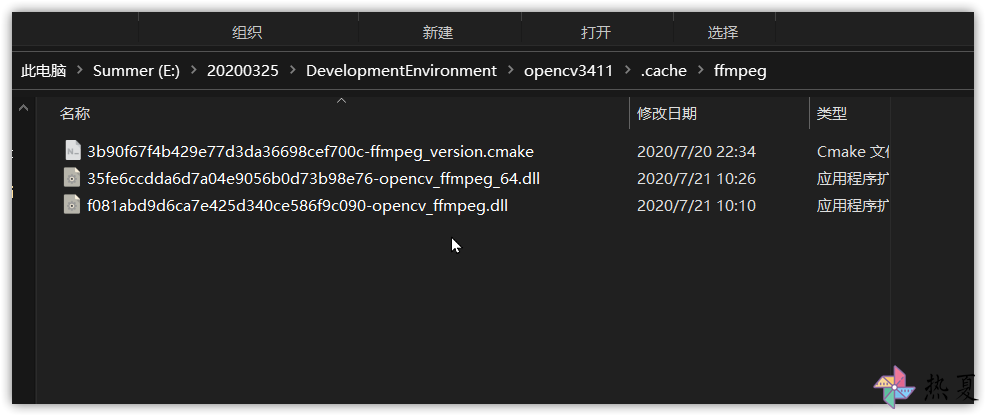 组织 新建 打开 选择
此电脑 > Summer (E:) > 20200325 > DevelopmentEnvironment > opencv3411 > .cache > ffmpeg
名称 修改日期 类型
3b90f67f4b429e77d3da36698cef700c-ffmpeg_version.cmake 2020/7/20 22:34 Cmake 文
35fe6ccdda6d7a04e9056b0d73b98e76-opencv_ffmpeg_64.dll 2020/7/21 10:26 应用程序扩
f081abd9d6ca7e425d340ce586f9c090-opencv_ffmpeg.dll 2020/7/21 10:10 应用程序扩
热夏